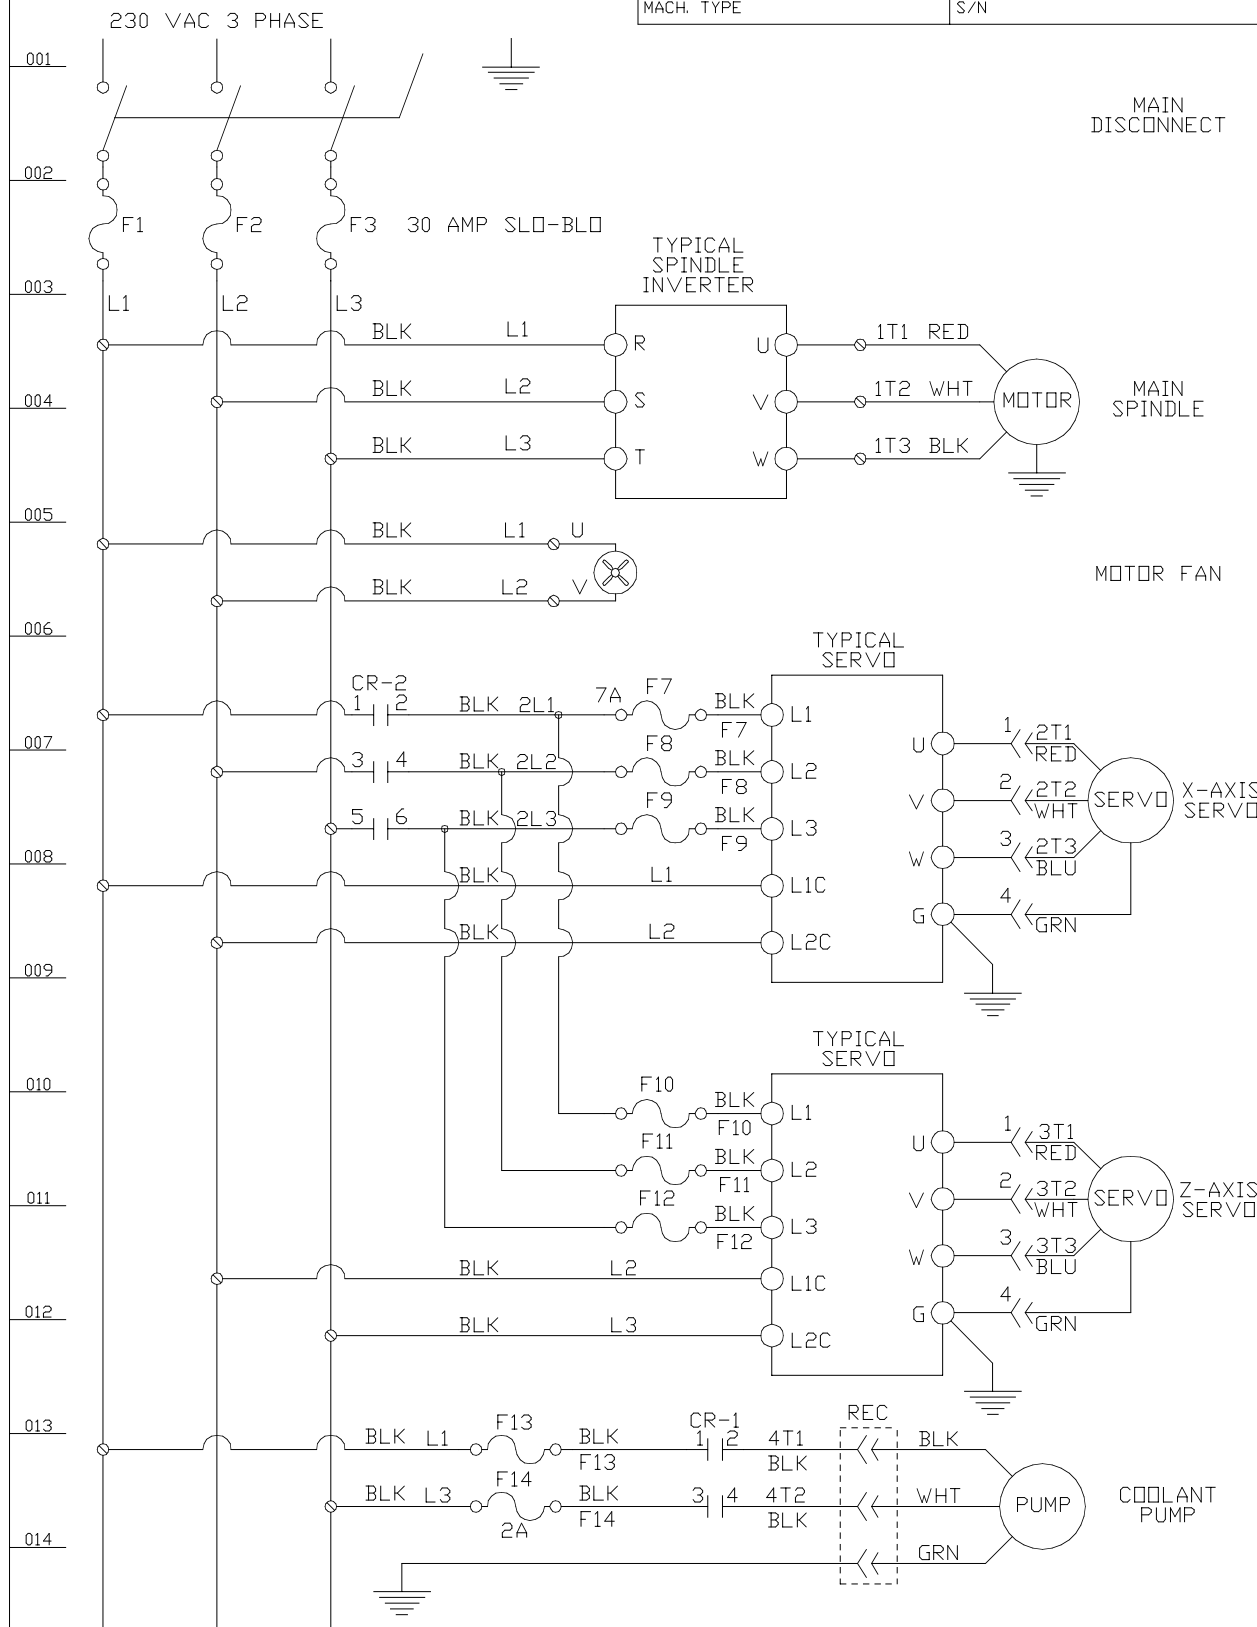 MACH. TYPE
S/N
230 VAC 3 PHASE
001
MAIN
DISCONNECT
002
F1
F2
F3
30 AMP SLO-BLO
TYPICAL
SPINDLE
INVERTER
003
L1
L2
L3
BLK L1
R
U
1T1 RED
004
BLK L2
S
V
1T2 WHT
MOTOR
MAIN
SPINDLE
BLK L3
T
W
1T3 BLK
005
BLK L1 U
MOTOR FAN
BLK L2 V
006
TYPICAL
SERVO
CR-2
1 2
BLK 2L1
7A
F7
BLK
F7
L1
007
U
1
2T1
RED
3 4
BLK 2L2
F8
BLK
F8
L2
V
2
2T2
WHT
SERVO
X-AXIS
SERVO
5 6
BLK 2L3
F9
BLK
F9
L3
W
3
2T3
BLU
008
BLK L1
L1C
G
4
GRN
BLK L2
L2C
009
TYPICAL
SERVO
010
F10
BLK
F10
L1
U
1
3T1
RED
F11
BLK
F11
L2
011
V
2
3T2
WHT
SERVO
Z-AXIS
SERVO
F12
BLK
F12
L3
W
3
3T3
BLU
BLK L2
L1C
012
G
4
GRN
BLK L3
L2C
013
BLK L1
F13
BLK
F13
CR-1
1 2
4T1
BLK
REC
BLK
BLK L3
F14
2A
BLK
F14
3 4
4T2
BLK
WHT
PUMP
COOLANT
PUMP
014
GRN